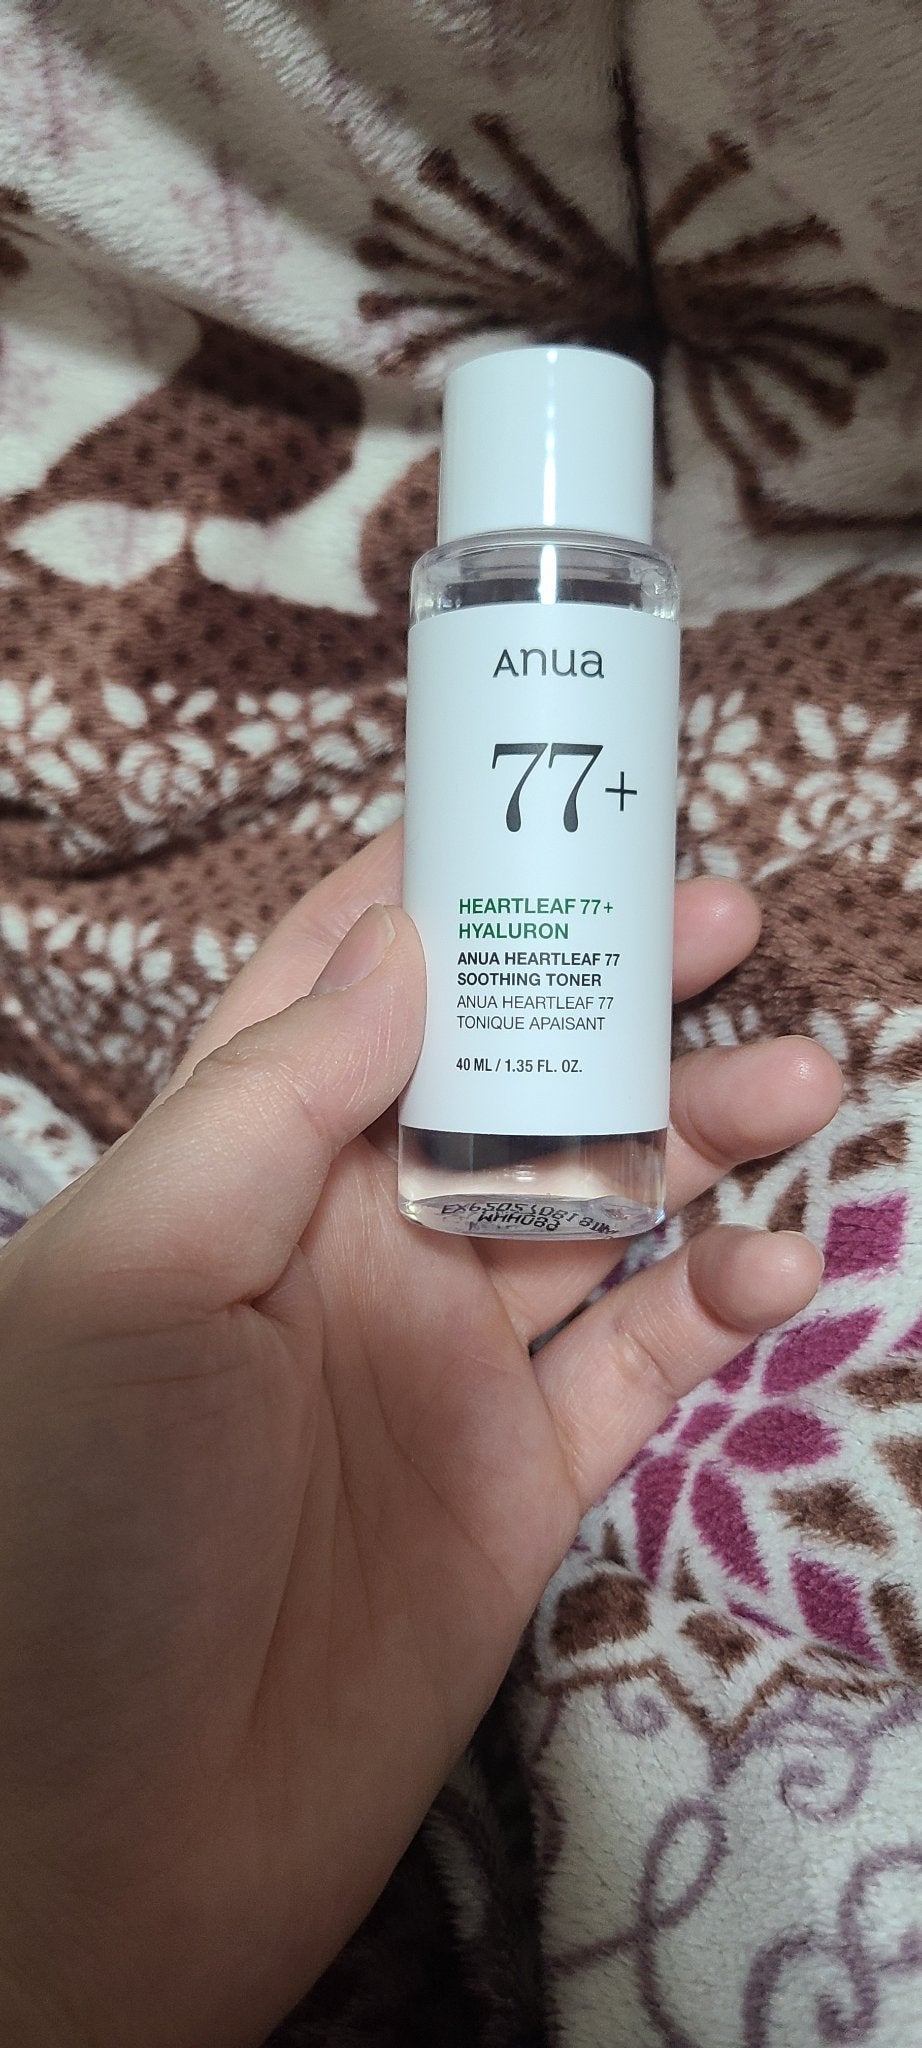 Anua
77+
HEARTLEAF 77+
HYALURON
ANUA HEARTLEAF 77
SOOTHING TONER
ANUA HEARTLEAF 77
TONIQUE APAISANT
40 ML / 1.35 FL. OZ.